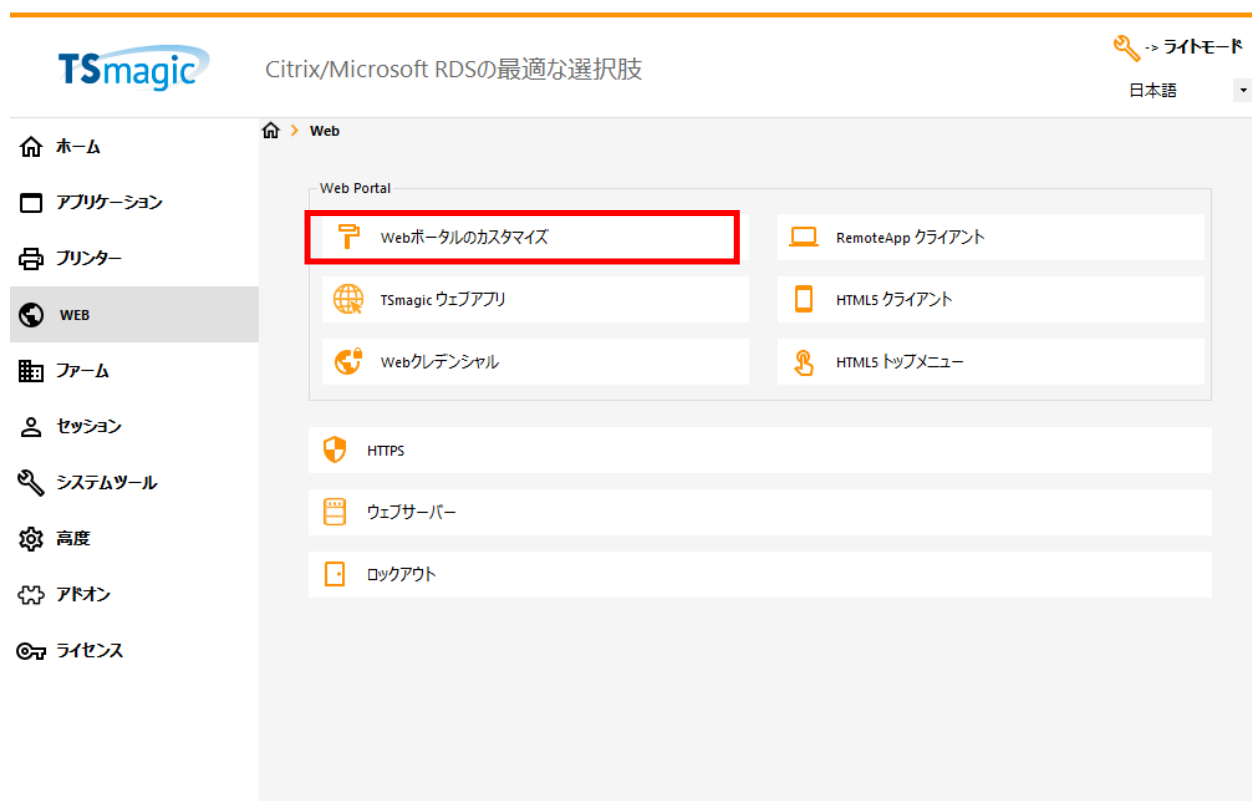 TSmagic
Citrix/Microsoft RDSの最適な選択肢
-> ライトモード
日本語
ホーム
アプリケーション
プリンター
WEB
ファーム
セッション
システムツール
高度
アドオン
ライセンス
Web
Web Portal
Webポータルのカスタマイズ
RemoteApp クライアント
TSmagic ウェブアプリ
HTML5 クライアント
Webクレデンシャル
HTML5 トップメニュー
HTTPS
ウェブサーバー
ロックアウト